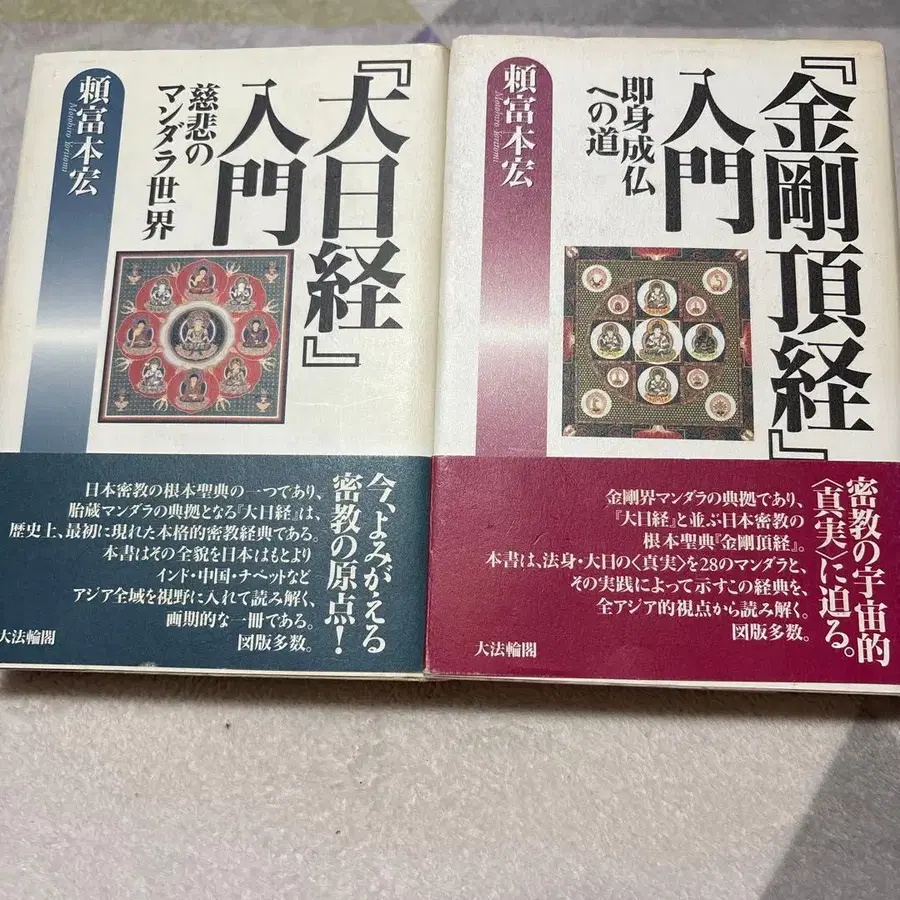 『大日経』
入門
慈悲の
マンダラ世界
頼富本宏
Motohiro Yoritomi
今、よみがえる
密教の原点!
日本密教の根本聖典の一つであり、
胎蔵マンダラの典拠となる『大日経』は、
歴史上、最初に現れた本格的密教経典である。
本書はその全貌を日本はもとより
インド・中国・チベットなど
アジア全域を視野に入れて読み解く、
画期的な一冊である。
図版多数。
大法輪閣
『金剛頂経』
入門
即身成仏
への道
頼富本宏
Motohiro Yoritomi
密教の宇宙的
〈真実〉に迫る。
金剛界マンダラの典拠であり、
『大日経』と並ぶ日本密教の
根本聖典『金剛頂経』。
本書は、法身・大日の〈真実〉を28のマンダラと、
その実践によって示すこの経典を、
全アジア的視点から読み解く。
図版多数。
大法輪閣